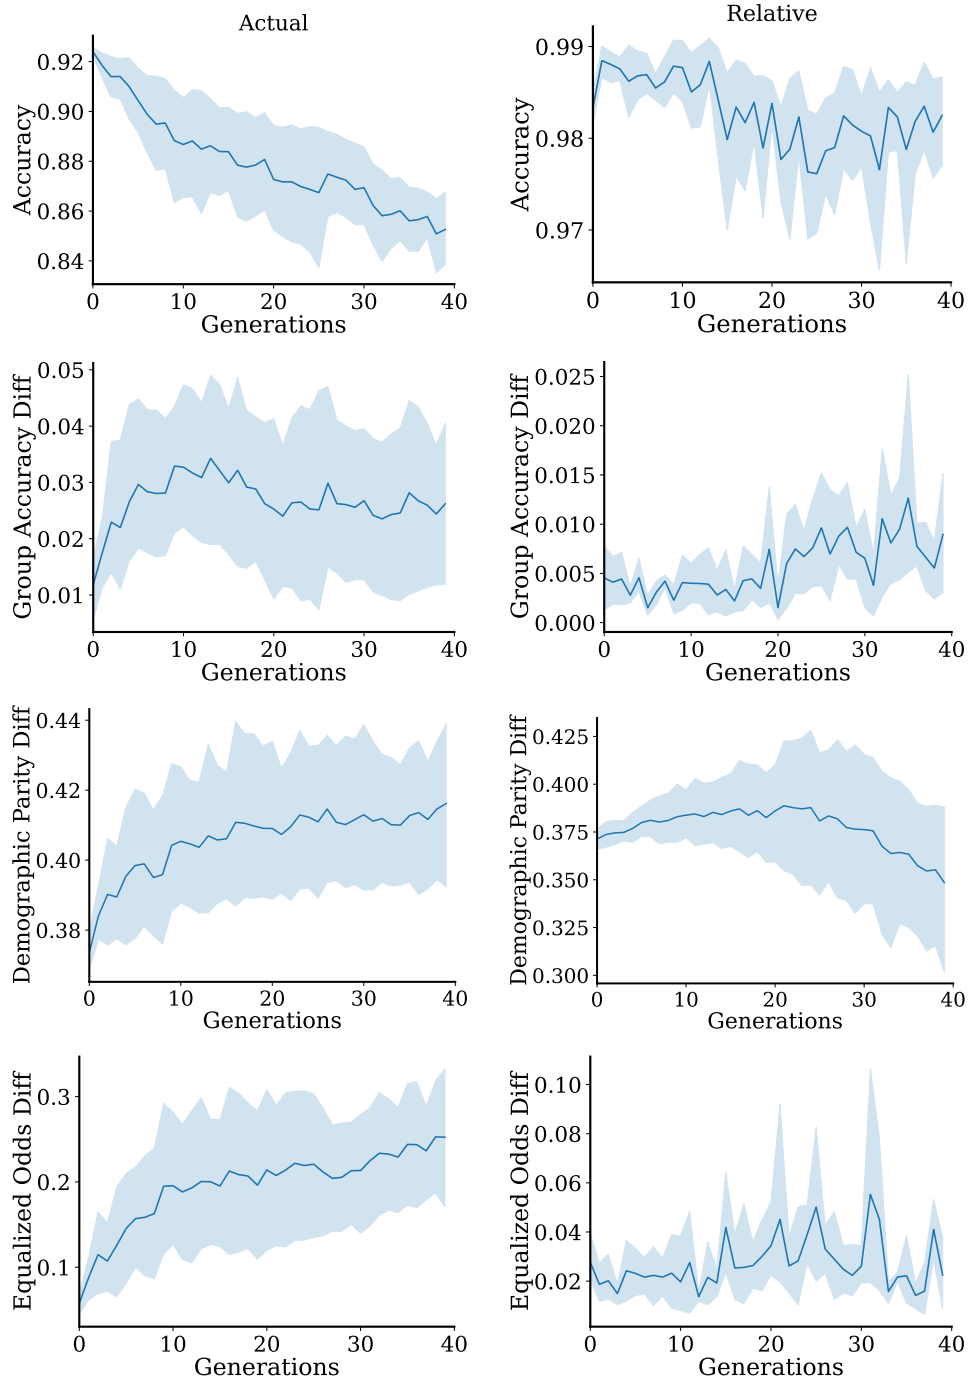 Actual
Accuracy
0.92
0.90
0.88
0.86
0.84
0 10 20 30 40
Generations
Relative
Accuracy
0.99
0.98
0.97
0 10 20 30 40
Generations
Group Accuracy Diff
0.05
0.04
0.03
0.02
0.01
0 10 20 30 40
Generations
Group Accuracy Diff
0.025
0.020
0.015
0.010
0.005
0.000
0 10 20 30 40
Generations
Demographic Parity Diff
0.44
0.42
0.40
0.38
0 10 20 30 40
Generations
Demographic Parity Diff
0.425
0.400
0.375
0.350
0.325
0.300
0 10 20 30 40
Generations
Equalized Odds Diff
0.3
0.2
0.1
0 10 20 30 40
Generations
Equalized Odds Diff
0.10
0.08
0.06
0.04
0.02
0 10 20 30 40
Generations